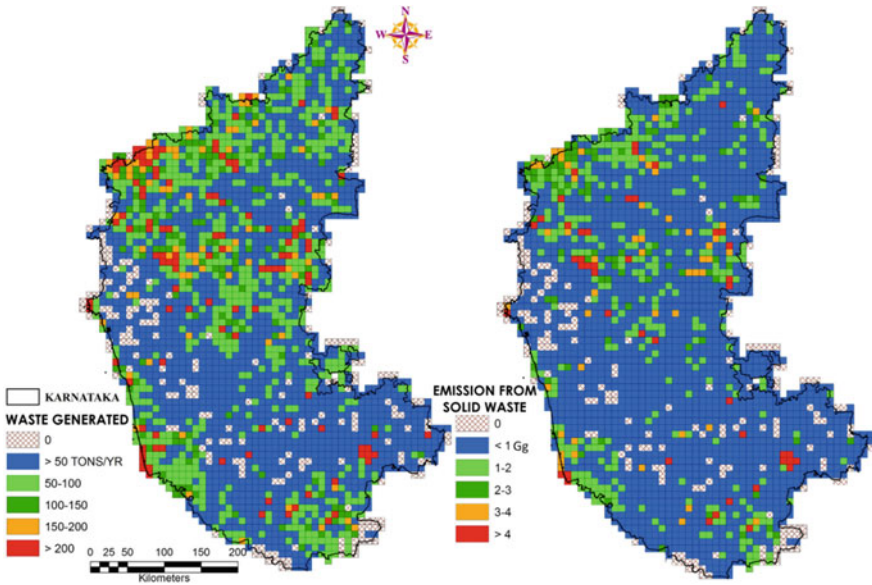 N
W E
S
KARNATAKA
WASTE GENERATED
0
> 50 TONS/YR
50-100
100-150
150-200
> 200
0 25 50 100 150 200
Kilometers
EMISSION FROM
SOLID WASTE
0
< 1 Gg
1-2
2-3
3-4
> 4